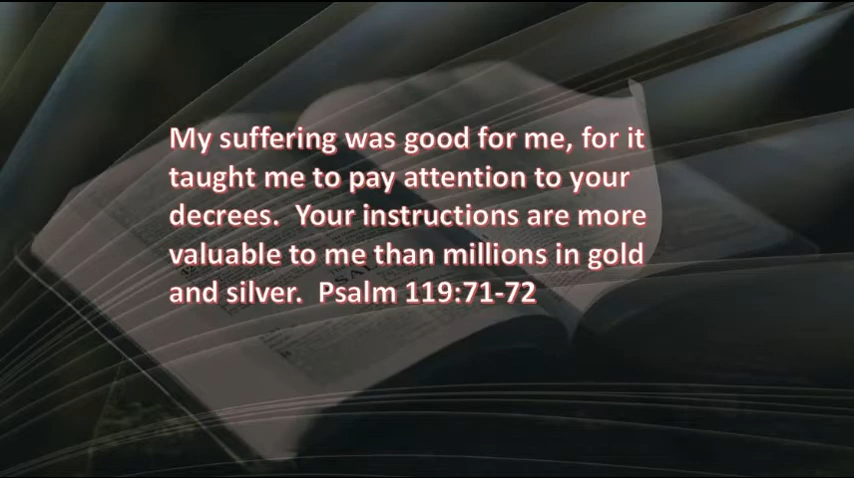 My suffering was good for me, for it
taught me to pay attention to your
decrees.  Your instructions are more
valuable to me than millions in gold
and silver.  Psalm 119:71-72